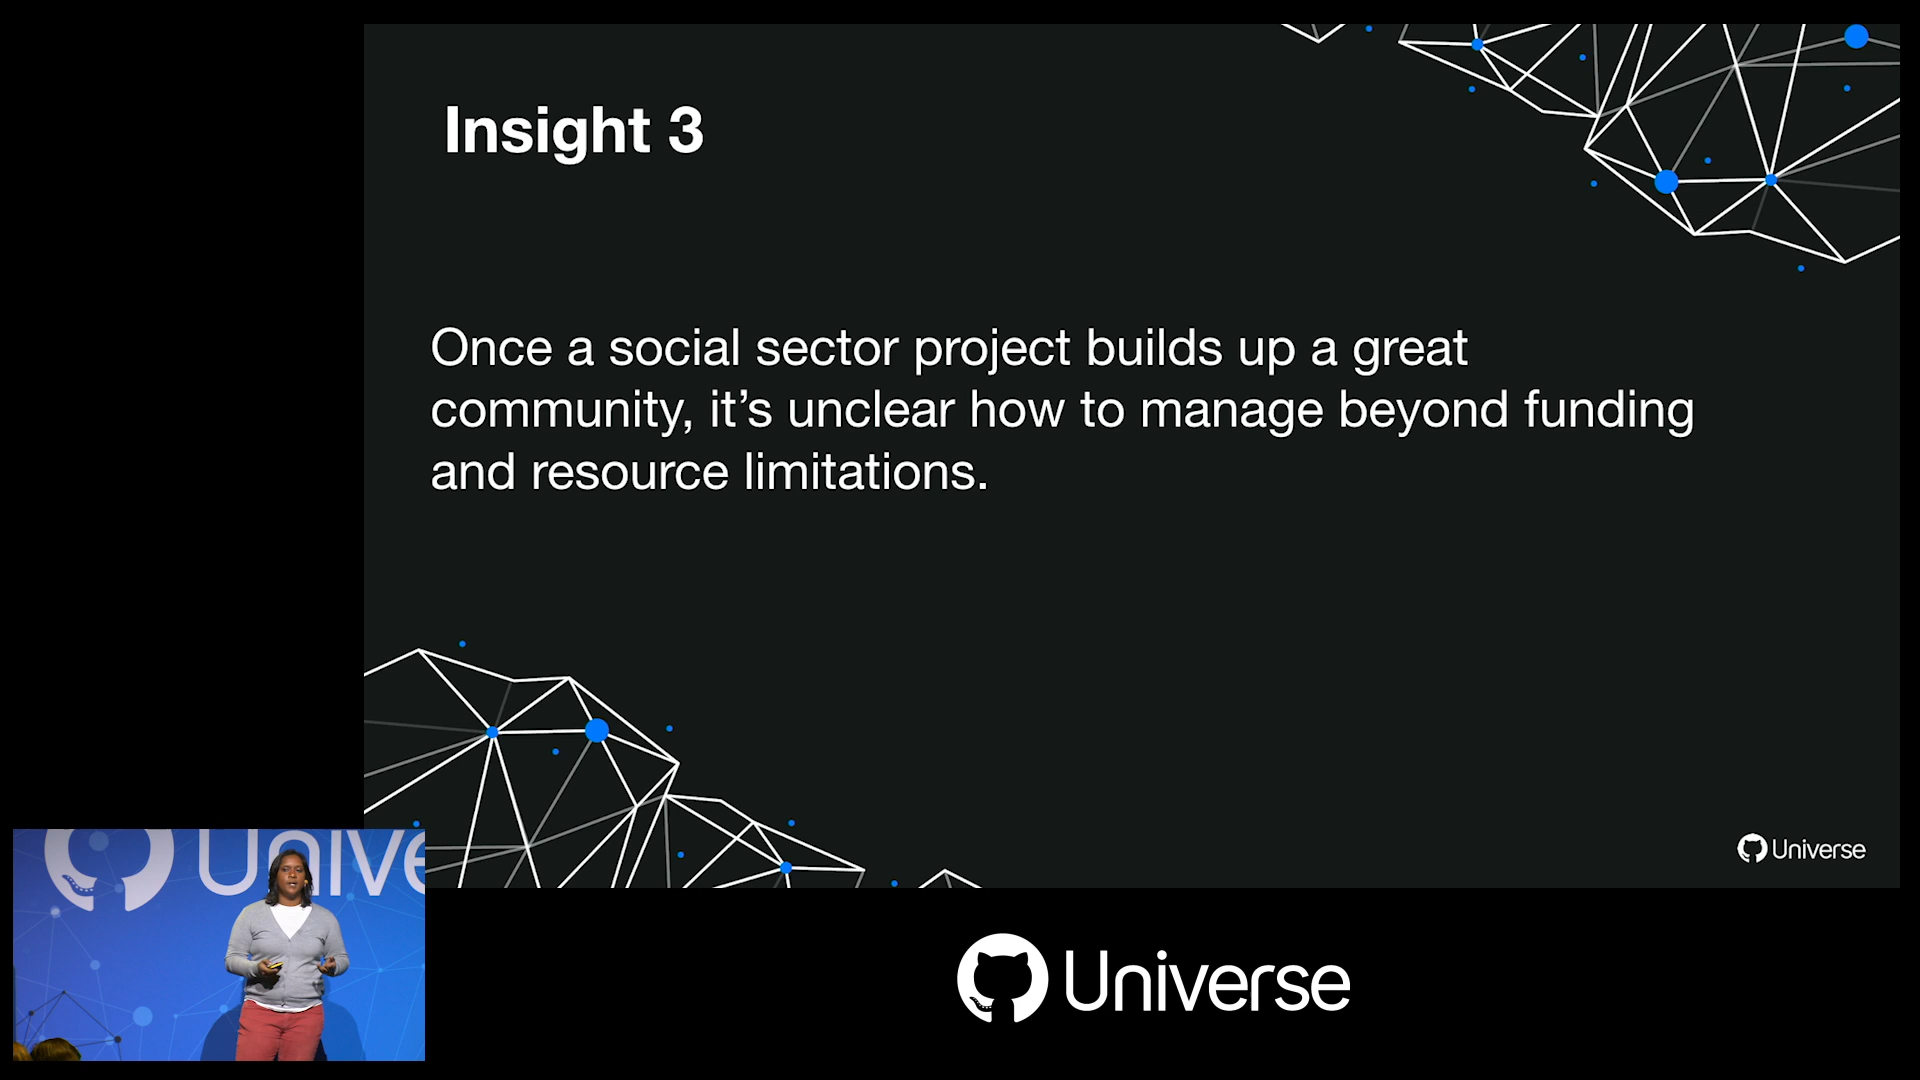 Insight 3
Once a social sector project builds up a great
community, it’s unclear how to manage beyond funding
and resource limitations.
Universe
Unive
Universe